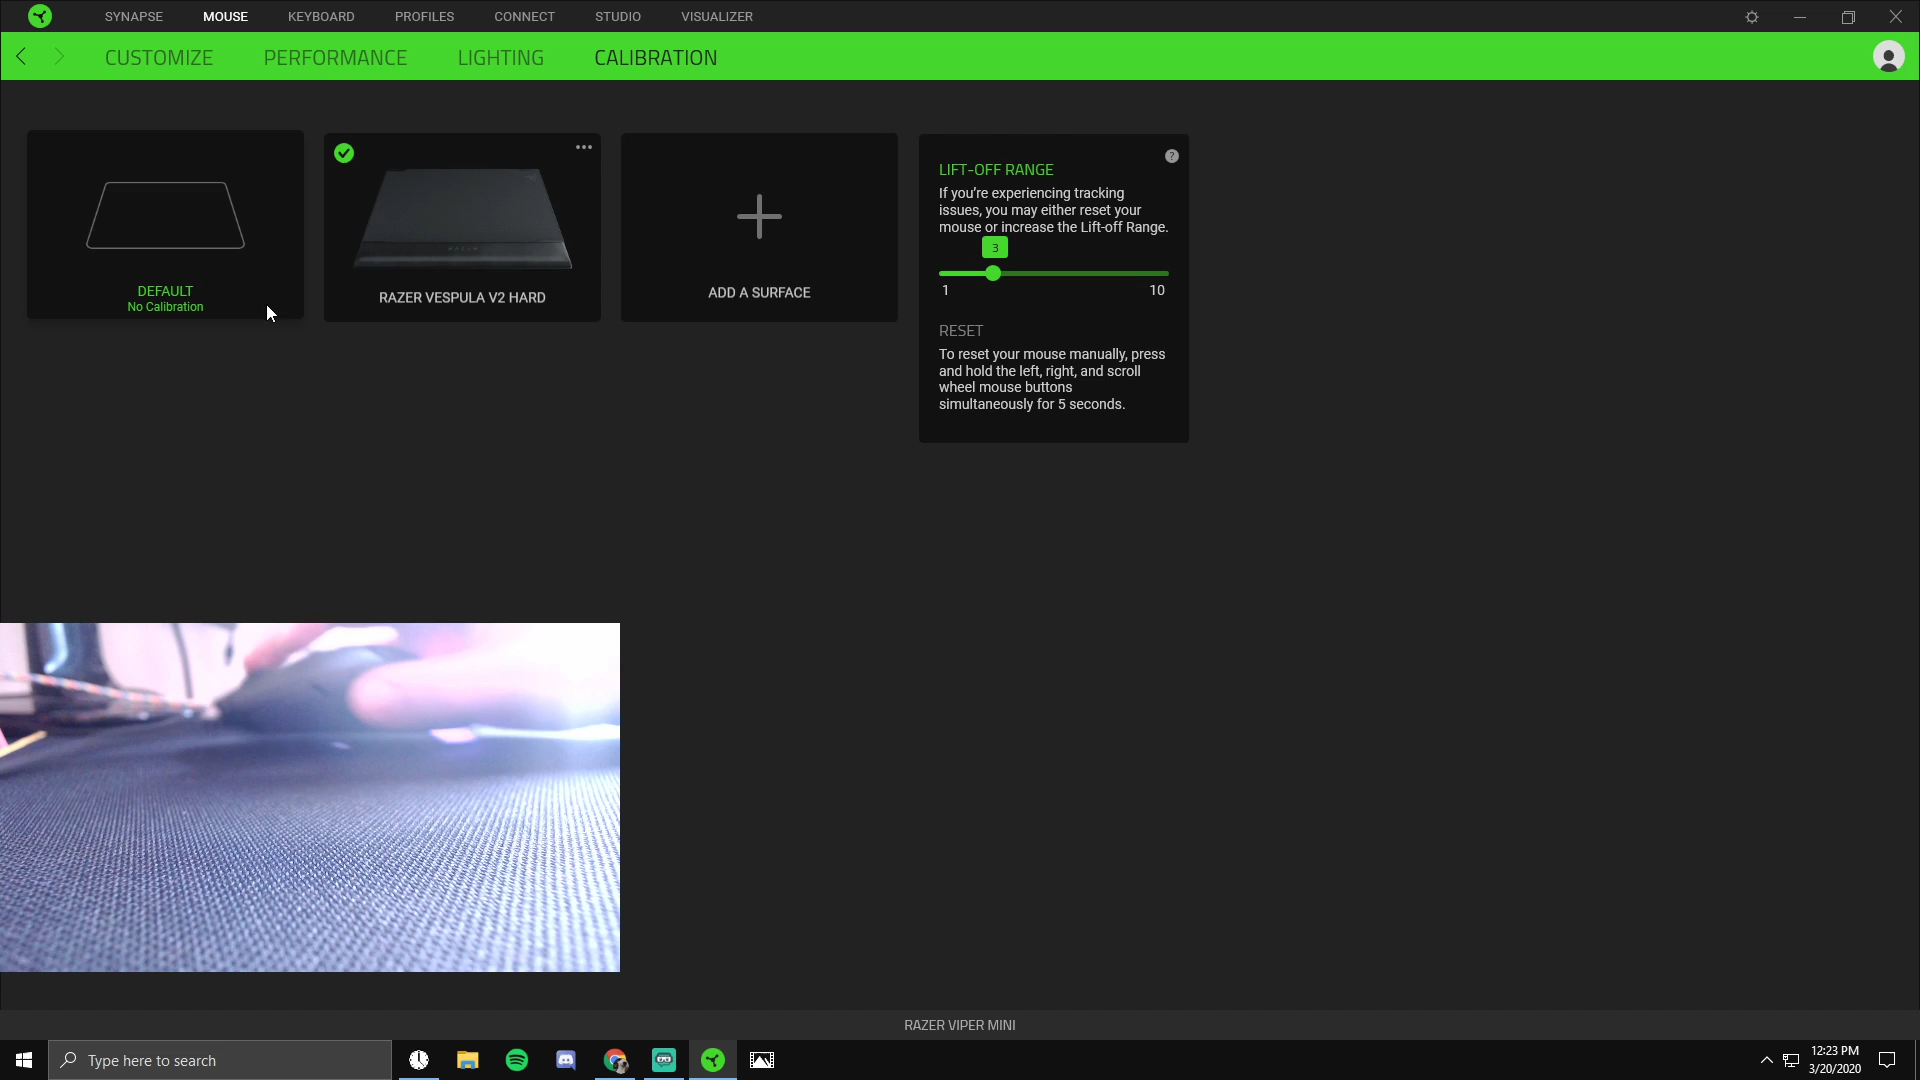 SYNAPSE MOUSE KEYBOARD PROFILES CONNECT STUDIO VISUALIZER
CUSTOMIZE PERFORMANCE LIGHTING CALIBRATION
DEFAULT
No Calibration
RAZER VESPULA V2 HARD
ADD A SURFACE
?
LIFT-OFF RANGE
If you're experiencing tracking
issues, you may either reset your
mouse or increase the Lift-off Range.
3
1 10
RESET
To reset your mouse manually, press
and hold the left, right, and scroll
wheel mouse buttons
simultaneously for 5 seconds.
RAZER VIPER MINI
Type here to search
12:23 PM
3/20/2020